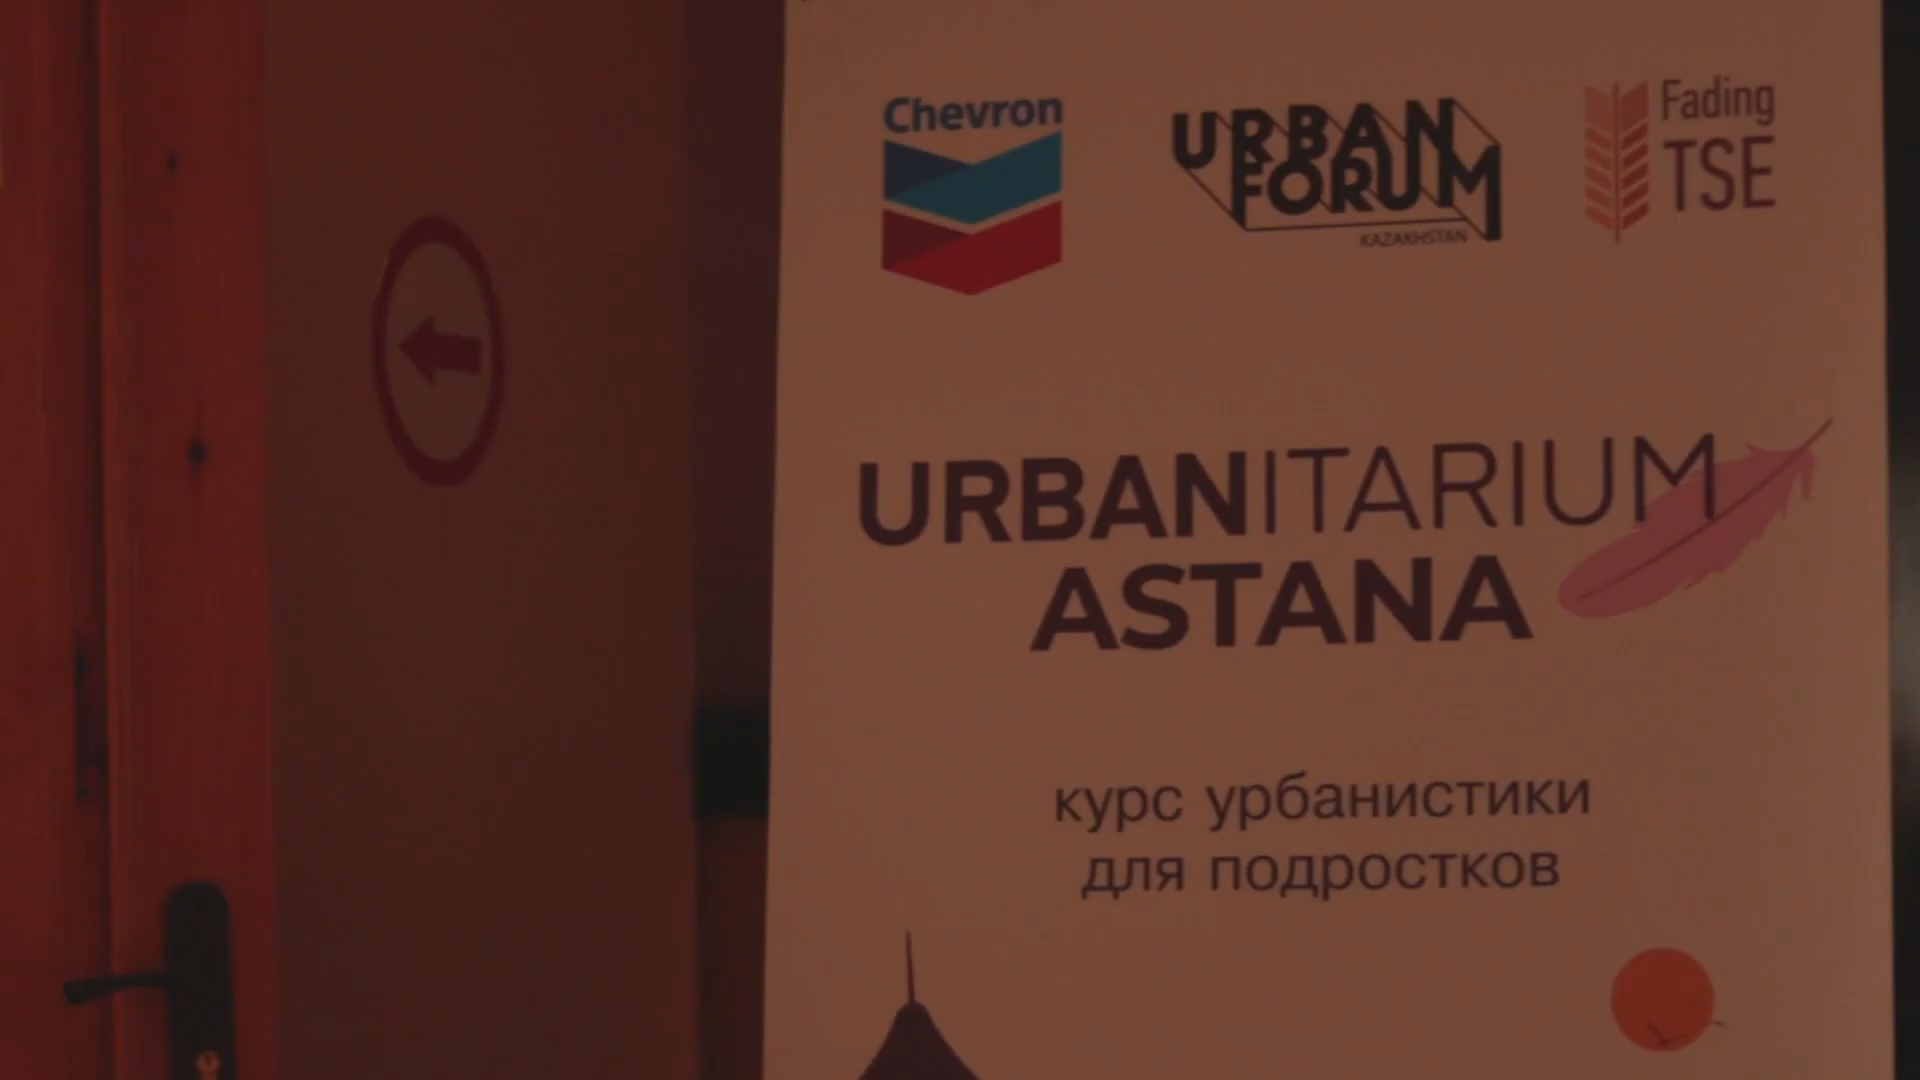 Chevron
URBAN
FORUM
KAZAKHSTAN
Fading
TSE
URBANITARIUM
ASTANA
курс урбанистики
для подростков